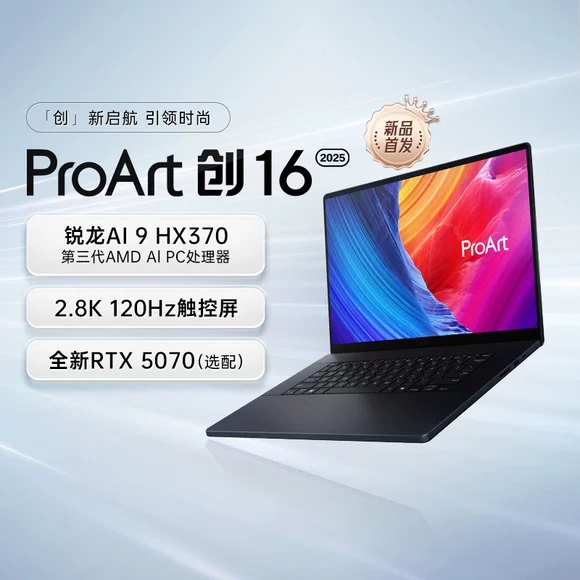 「创」新启航 引领时尚
ProArt 创16 2025
新品
首发
锐龙AI 9 HX370
第三代AMD AI PC处理器
2.8K 120Hz触控屏
全新RTX 5070(选配)
ProArt